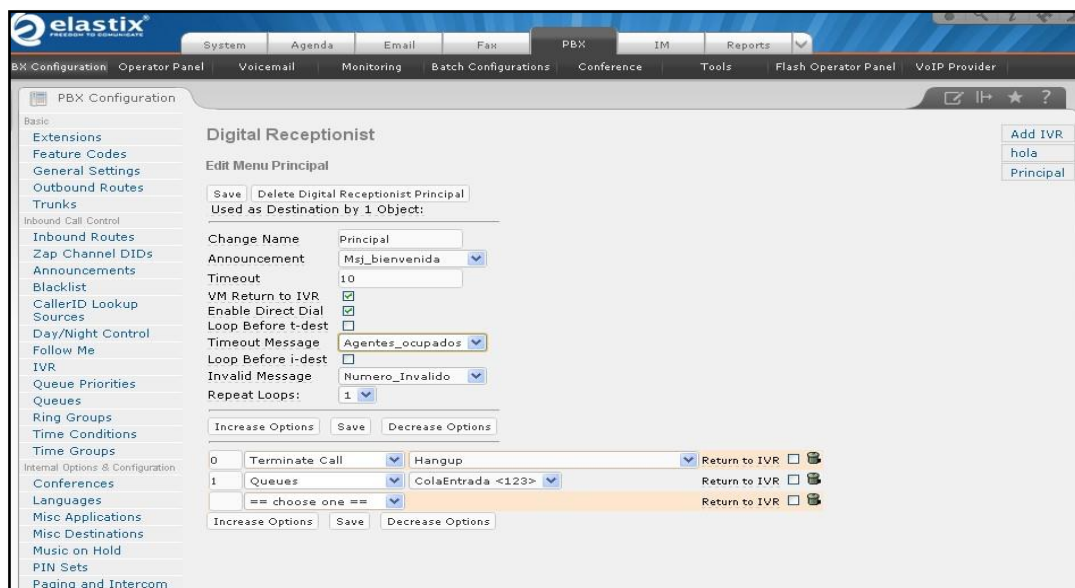 elastix
FREEDOM TO COMMUNICATE
System Agenda Email Fax PBX IM Reports
BX Configuration Operator Panel Voicemail Monitoring Batch Configurations Conference Tools Flash Operator Panel VoIP Provider
PBX Configuration
Basic
Extensions
Feature Codes
General Settings
Outbound Routes
Trunks
Inbound Call Control
Inbound Routes
Zap Channel DIDs
Announcements
Blacklist
CallerID Lookup
Sources
Day/Night Control
Follow Me
IVR
Queue Priorities
Queues
Ring Groups
Time Conditions
Time Groups
Internal Options & Configuration
Conferences
Languages
Misc Applications
Misc Destinations
Music on Hold
PIN Sets
Paging and Intercom
Digital Receptionist
Edit Menu Principal
Save Delete Digital Receptionist Principal
Used as Destination by 1 Object:
Change Name Principal
Announcement Msj_bienvenida
Timeout 10
VM Return to IVR
Enable Direct Dial
Loop Before t-dest
Timeout Message Agentes_ocupados
Loop Before i-dest
Invalid Message Numero_Invalido
Repeat Loops: 1
Increase Options Save Decrease Options
0 Terminate Call Hangup Return to IVR
1 Queues ColaEntrada <123> Return to IVR
== choose one == Return to IVR
Increase Options Save Decrease Options
Add IVR
hola
Principal